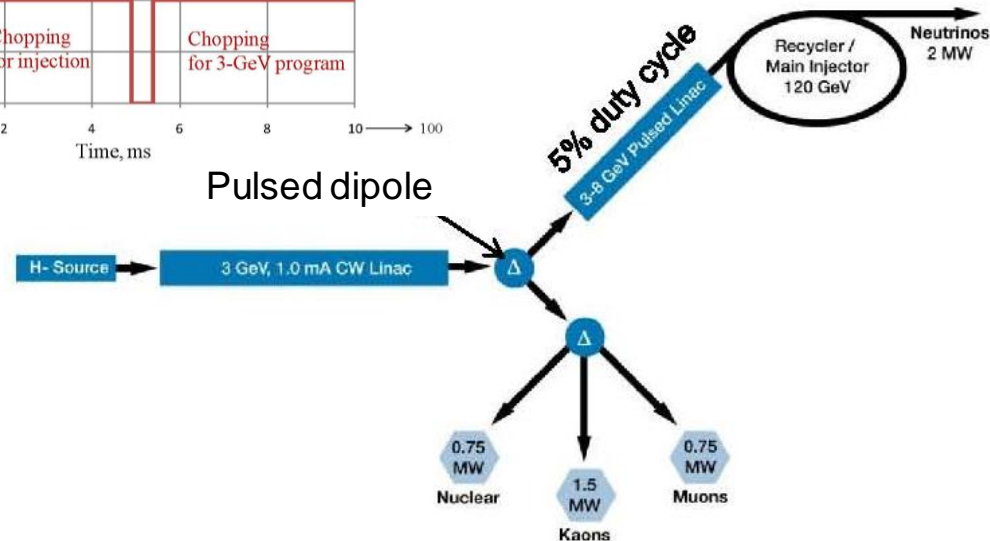 Chopping
for injection
Chopping
for 3-GeV program
2 4 6 8 10 100
Time, ms
Pulsed dipole
5% duty cycle
3-8 GeV Pulsed Linac
Recycler /
Main Injector
120 GeV
Neutrinos
2 MW
H- Source
3 GeV, 1.0 mA CW Linac
Δ
Δ
0.75
MW
Nuclear
1.5
MW
Kaons
0.75
MW
Muons